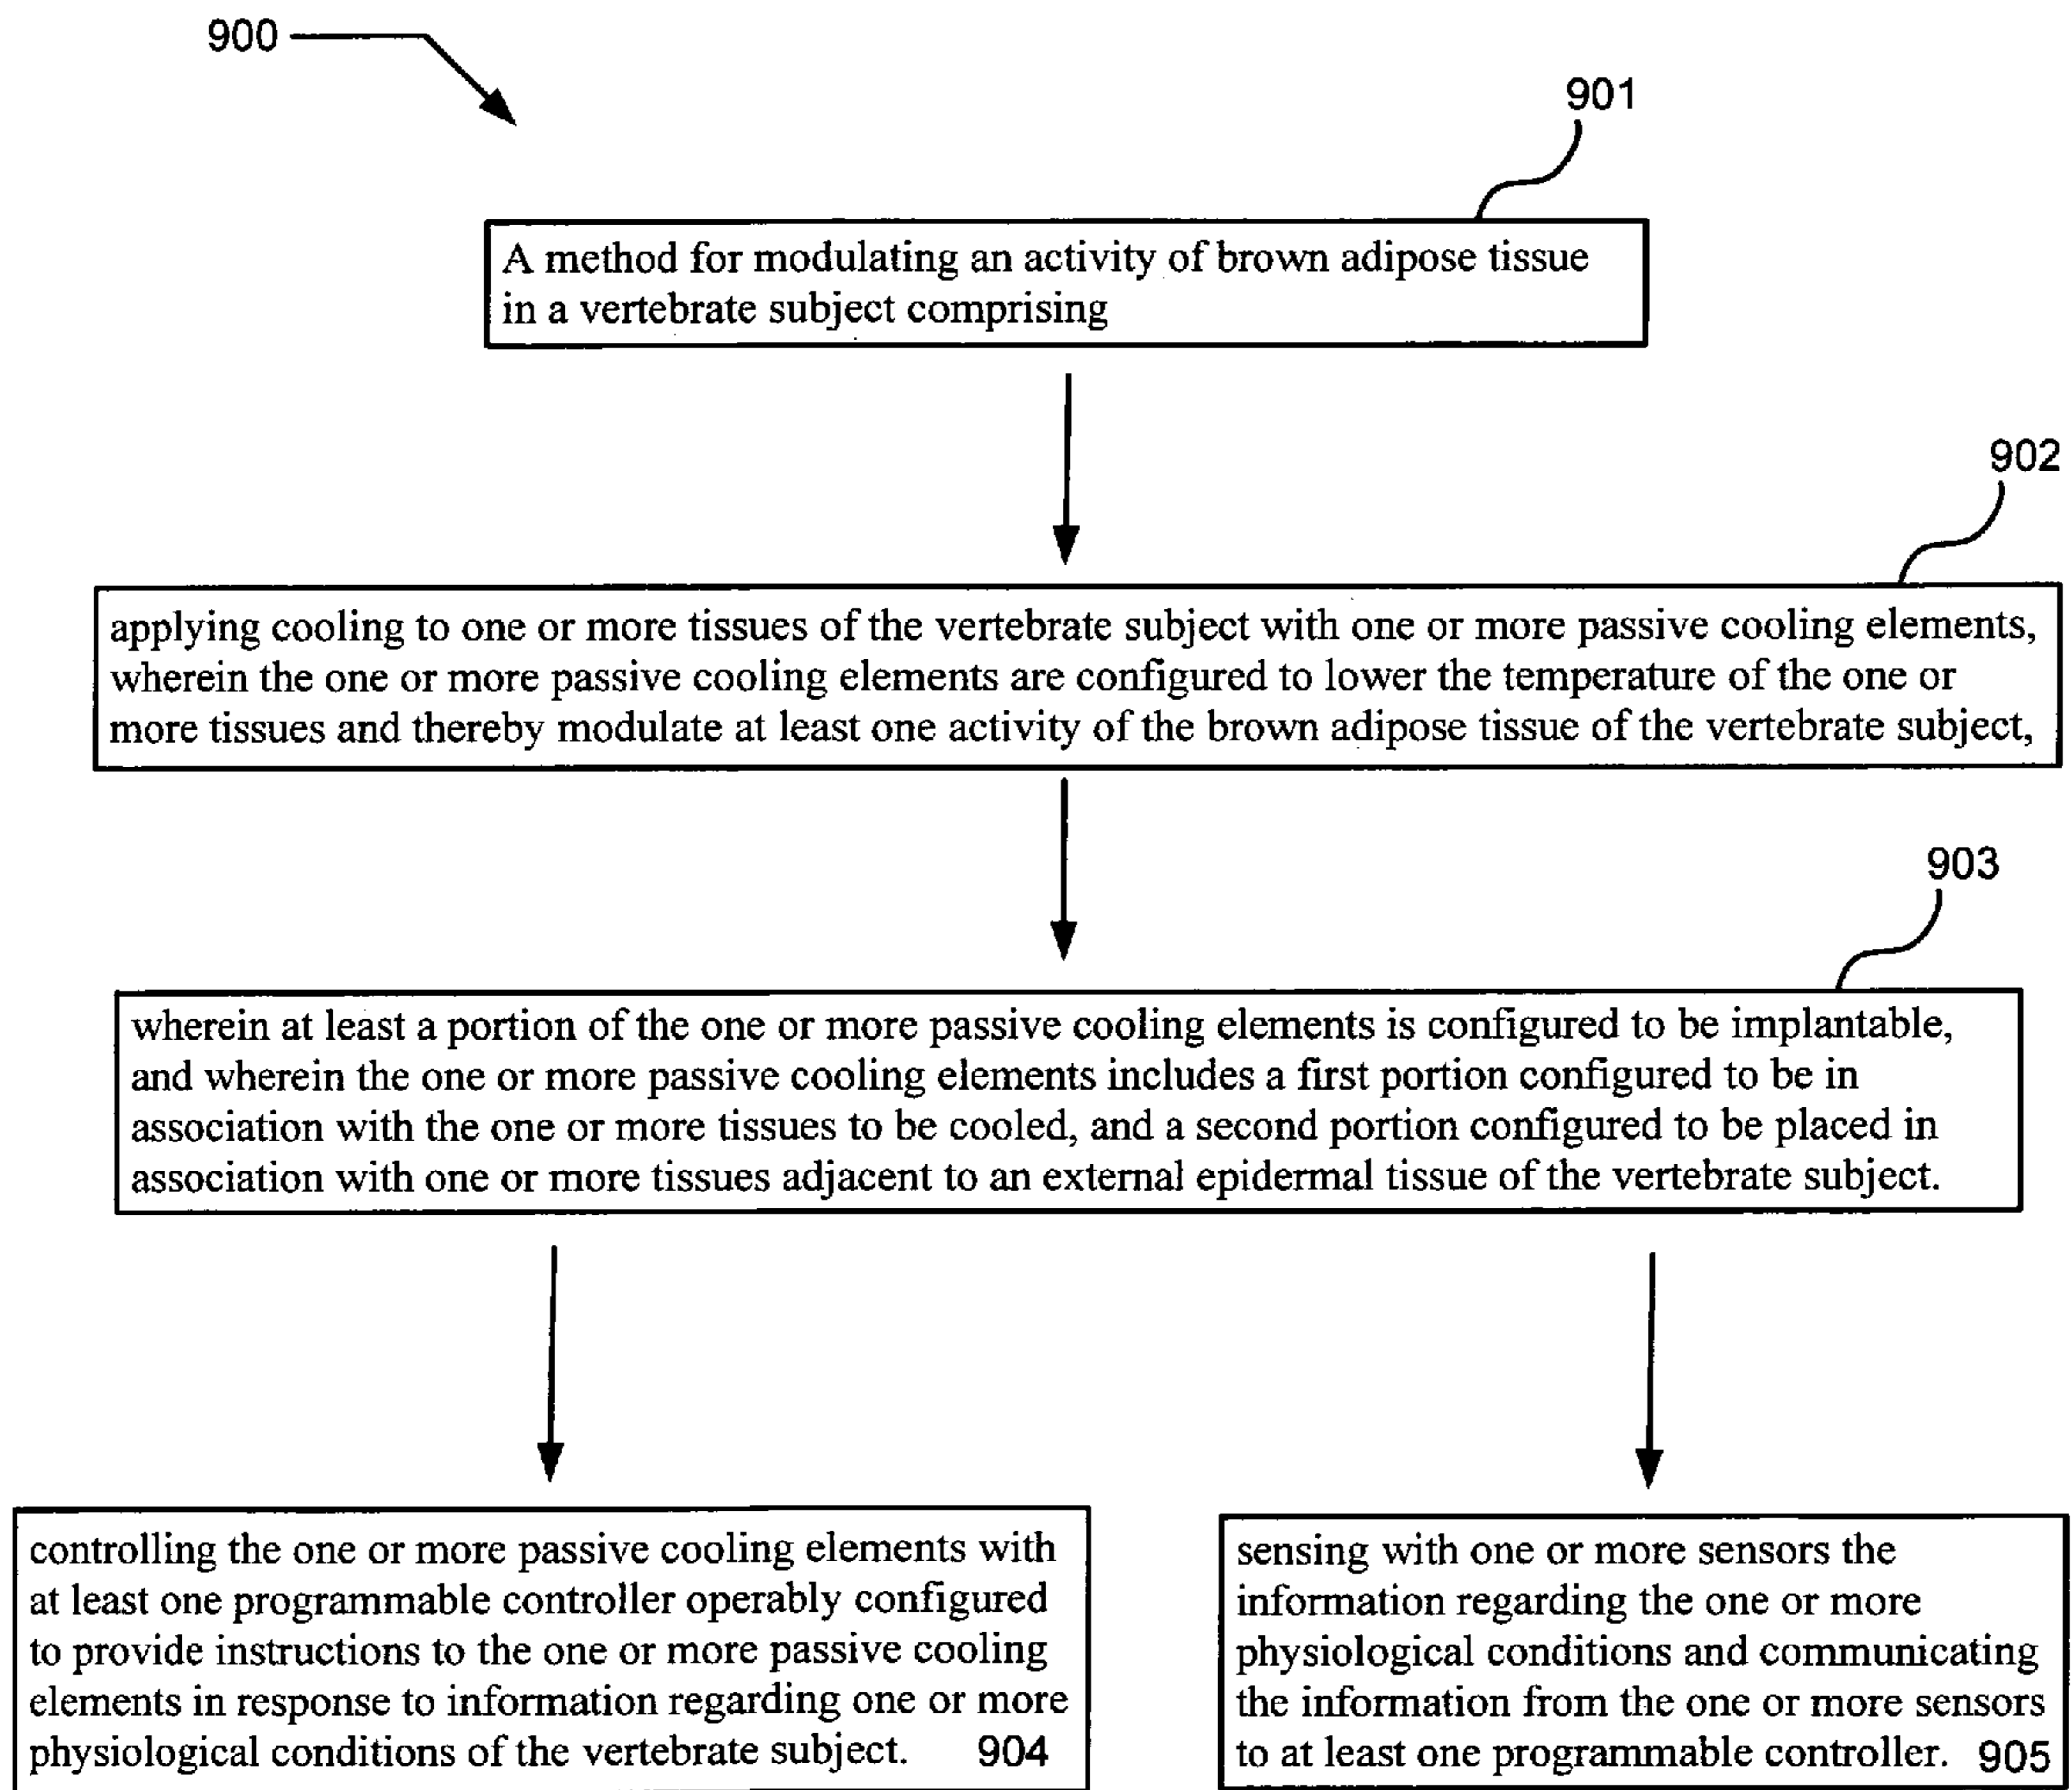 900
901
A method for modulating an activity of brown adipose tissue
in a vertebrate subject comprising
902
applying cooling to one or more tissues of the vertebrate subject with one or more passive cooling elements,
wherein the one or more passive cooling elements are configured to lower the temperature of the one or
more tissues and thereby modulate at least one activity of the brown adipose tissue of the vertebrate subject,
903
wherein at least a portion of the one or more passive cooling elements is configured to be implantable,
and wherein the one or more passive cooling elements includes a first portion configured to be in
association with the one or more tissues to be cooled, and a second portion configured to be placed in
association with one or more tissues adjacent to an external epidermal tissue of the vertebrate subject.
controlling the one or more passive cooling elements with
at least one programmable controller operably configured
to provide instructions to the one or more passive cooling
elements in response to information regarding one or more
physiological conditions of the vertebrate subject. 904
sensing with one or more sensors the
information regarding the one or more
physiological conditions and communicating
the information from the one or more sensors
to at least one programmable controller. 905